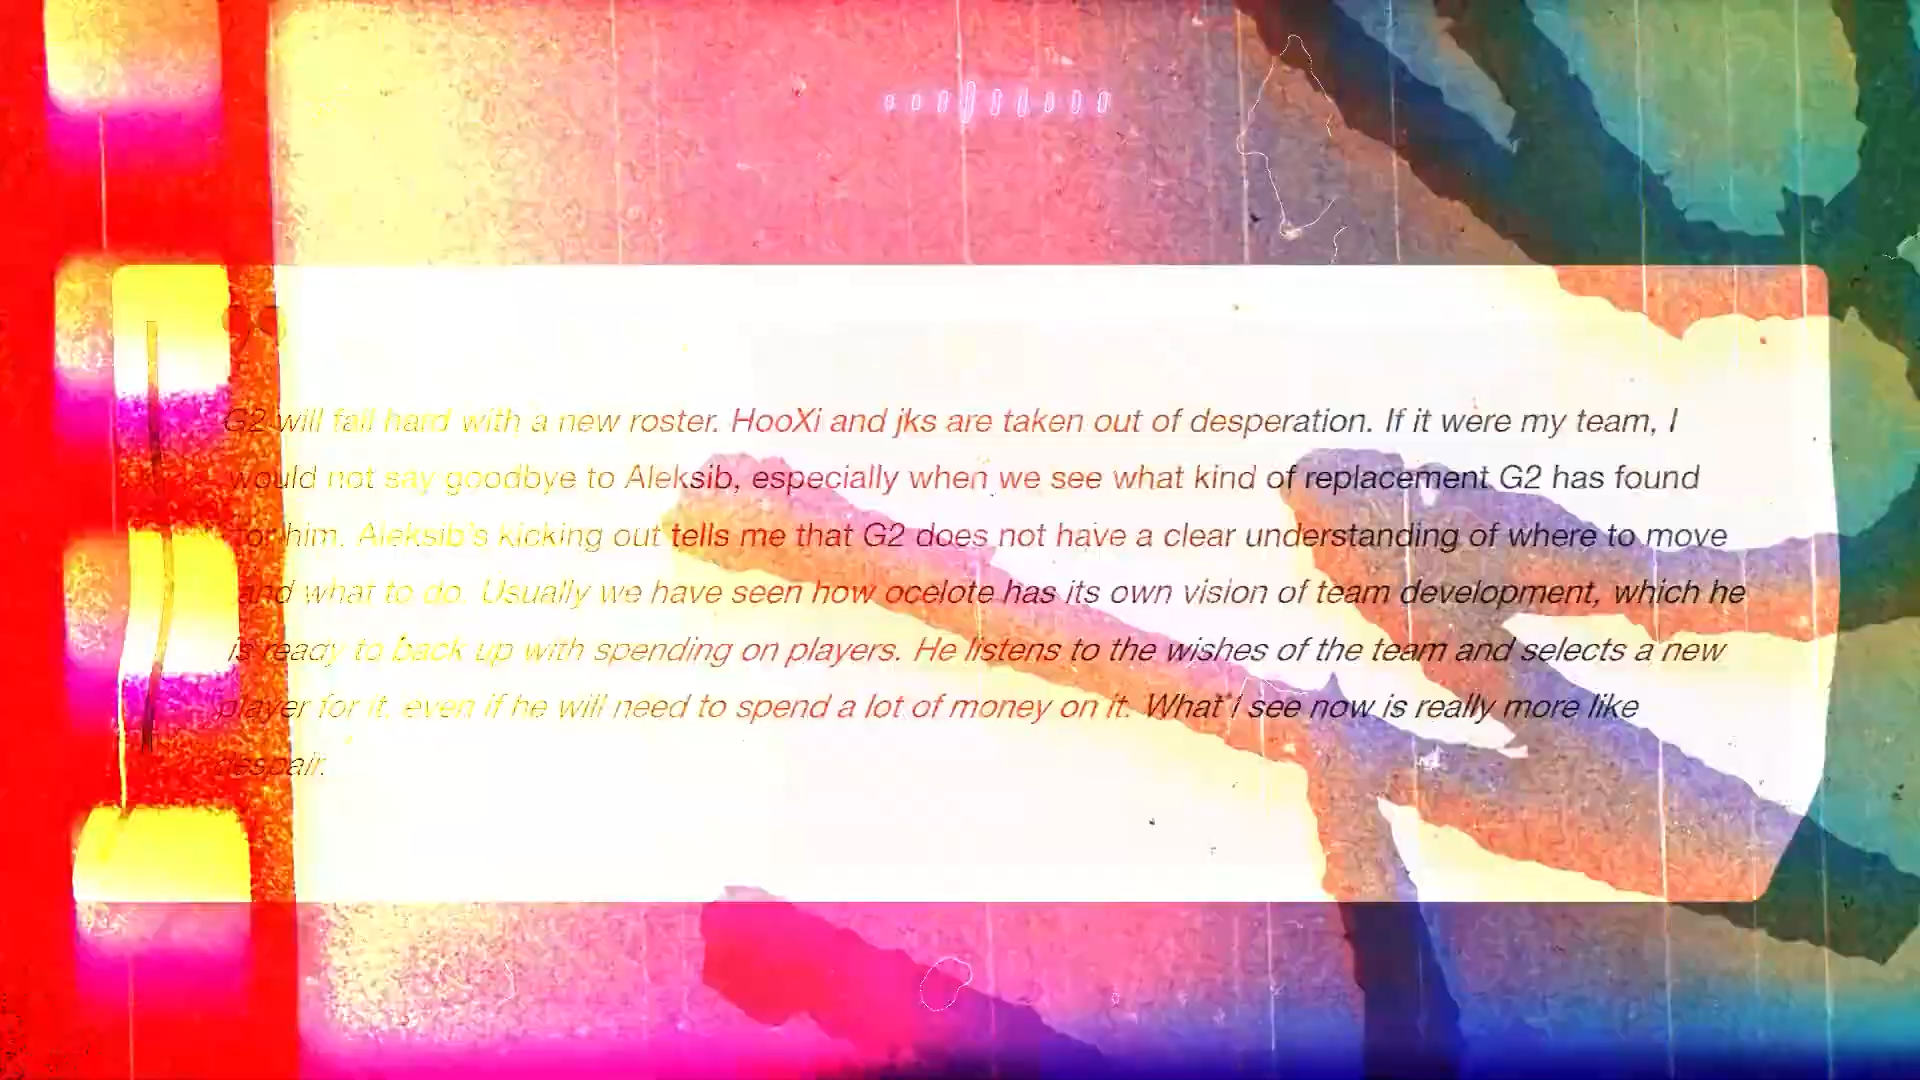 G2 will fail hard with a new roster. HooXi and jks are taken out of desperation. If it were my team, I
would not say goodbye to Aleksib, especially when we see what kind of replacement G2 has found
for him. Aleksib's kicking out tells me that G2 does not have a clear understanding of where to move
and what to do. Usually we have seen how ocelote has its own vision of team development, which he
is ready to back up with spending on players. He listens to the wishes of the team and selects a new
player for it, even if he will need to spend a lot of money on it. What I see now is really more like
despair.